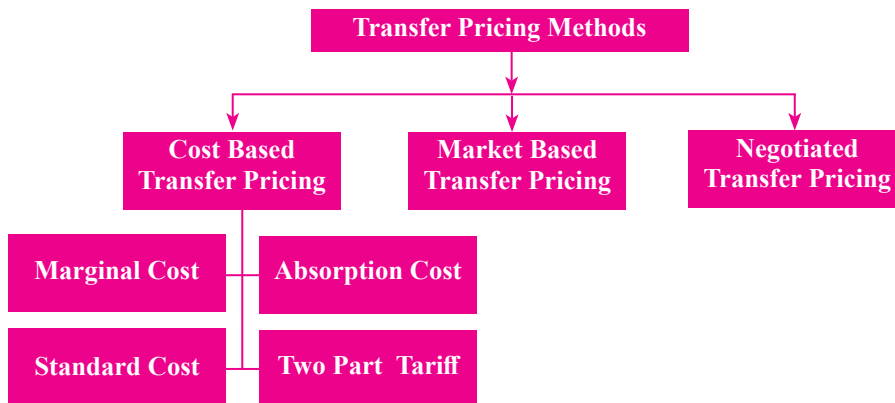 Transfer Pricing Methods
Cost Based
Transfer Pricing
Market Based
Transfer Pricing
Negotiated
Transfer Pricing
Marginal Cost
Absorption Cost
Standard Cost
Two Part Tariff